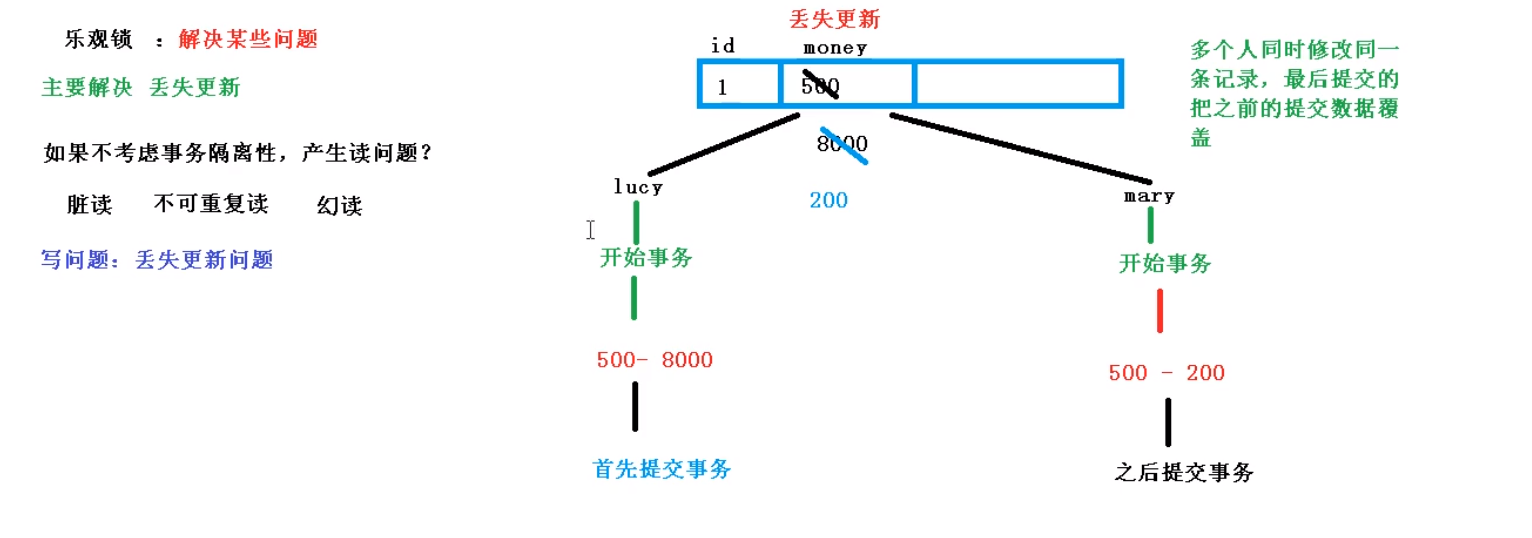 乐观锁 ：解决某些问题
主要解决 丢失更新
如果不考虑事务隔离性，产生读问题？
脏读 不可重复读 幻读
写问题：丢失更新问题
丢失更新
id money
1 500
8000
200
lucy
开始事务
500- 8000
首先提交事务
mary
开始事务
500 - 200
之后提交事务
多个人同时修改同一
条记录，最后提交的
把之前的提交数据覆
盖